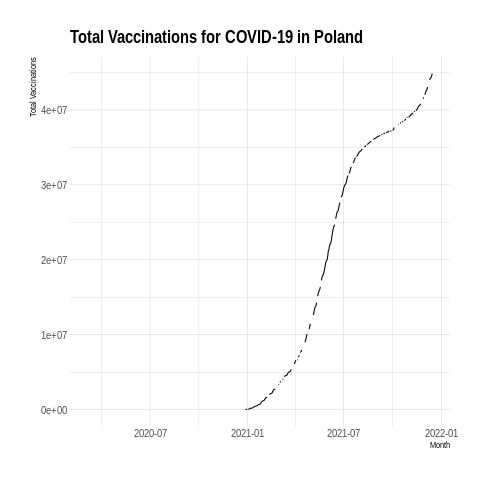 Total Vaccinations for COVID-19 in Poland
Total Vaccinations
4e+07
3e+07
2e+07
1e+07
0e+00
2020-07
2021-01
2021-07
2022-01
Month